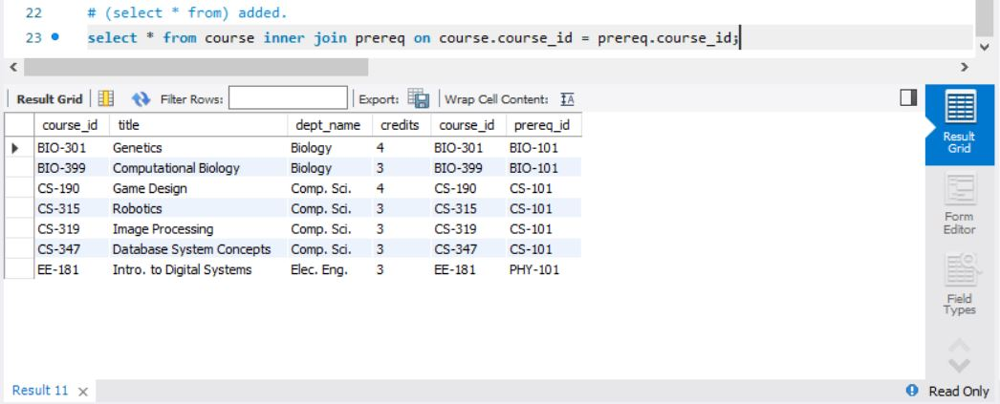 22 # (select * from) added.
23 select * from course inner join prereq on course.course_id = prereq.course_id;
Result Grid Filter Rows: Export: Wrap Cell Content: IA
course_id title dept_name credits course_id prereq_id
BIO-301 Genetics Biology 4 BIO-301 BIO-101
BIO-399 Computational Biology Biology 3 BIO-399 BIO-101
CS-190 Game Design Comp. Sci. 4 CS-190 CS-101
CS-315 Robotics Comp. Sci. 3 CS-315 CS-101
CS-319 Image Processing Comp. Sci. 3 CS-319 CS-101
CS-347 Database System Concepts Comp. Sci. 3 CS-347 CS-101
EE-181 Intro. to Digital Systems Elec. Eng. 3 EE-181 PHY-101
Result
Grid
Form
Editor
Field
Types
Result 11 Read Only